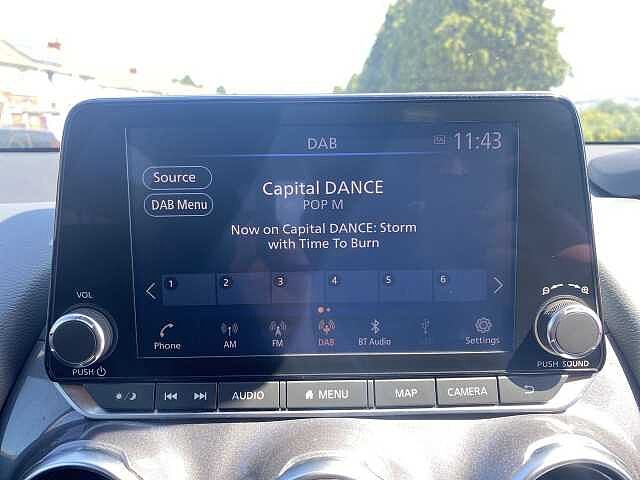 DAB
11:43
Source
Capital DANCE
DAB Menu
POP M
Now on Capital DANCE: Storm
with Time To Burn
1 2 3 4 5 6
VOL
PUSH
PUSH SOUND
Phone AM FM DAB BT Audio Settings
AUDIO MENU MAP CAMERA